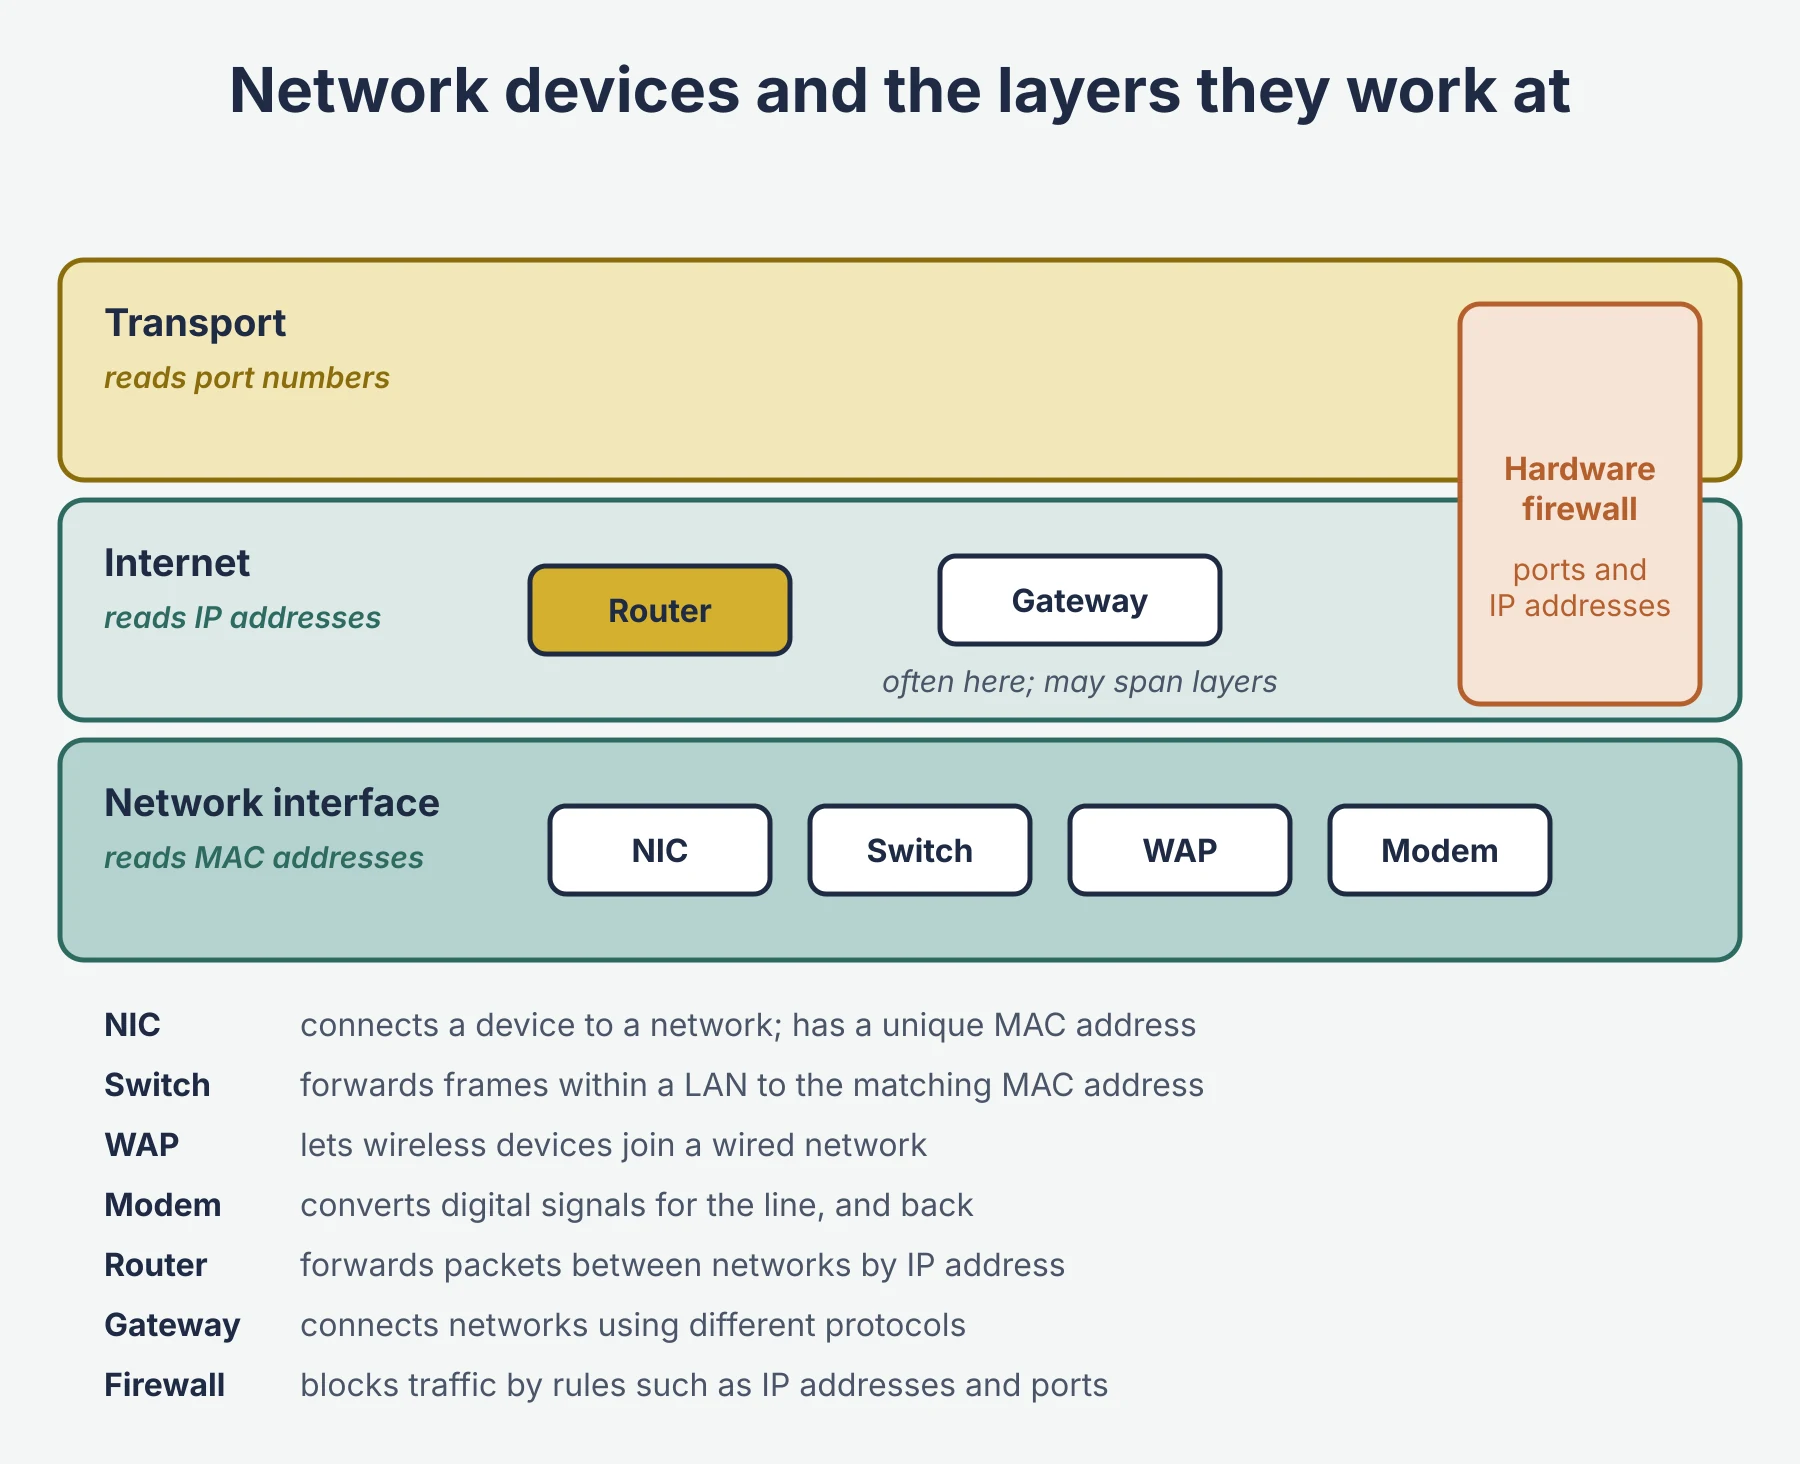 Network devices and the layers they work at
Transport
reads port numbers
Hardware
firewall
ports and
IP addresses
Internet
reads IP addresses
Router
Gateway
often here; may span layers
Network interface
reads MAC addresses
NIC
Switch
WAP
Modem
NIC connects a device to a network; has a unique MAC address
Switch forwards frames within a LAN to the matching MAC address
WAP lets wireless devices join a wired network
Modem converts digital signals for the line, and back
Router forwards packets between networks by IP address
Gateway connects networks using different protocols
Firewall blocks traffic by rules such as IP addresses and ports